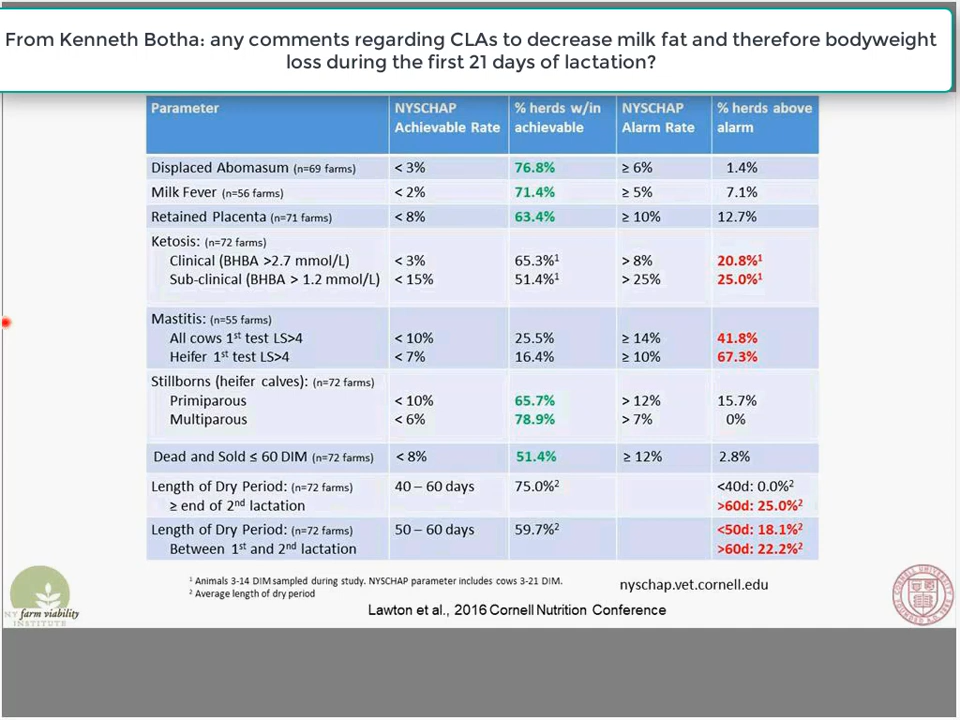 From Kenneth Botha: any comments regarding CLAs to decrease milk fat and therefore bodyweight
loss during the first 21 days of lactation?
Parameter NYSCHAP Achievable Rate % herds w/in achievable NYSCHAP Alarm Rate % herds above alarm
Displaced Abomasum (n=69 farms) < 3% 76.8% ≥ 6% 1.4%
Milk Fever (n=56 farms) < 2% 71.4% ≥ 5% 7.1%
Retained Placenta (n=71 farms) < 8% 63.4% ≥ 10% 12.7%
Ketosis: (n=72 farms)
Clinical (BHBA >2.7 mmol/L) < 3% 65.3%¹ > 8% 20.8%¹
Sub-clinical (BHBA > 1.2 mmol/L) < 15% 51.4%¹ > 25% 25.0%¹
Mastitis: (n=55 farms)
All cows 1st test LS>4 < 10% 25.5% ≥ 14% 41.8%
Heifer 1st test LS>4 < 7% 16.4% ≥ 10% 67.3%
Stillborns (heifer calves): (n=72 farms)
Primiparous < 10% 65.7% > 12% 15.7%
Multiparous < 6% 78.9% > 7% 0%
Dead and Sold ≤ 60 DIM (n=72 farms) < 8% 51.4% ≥ 12% 2.8%
Length of Dry Period: (n=72 farms) 40 – 60 days 75.0%² <40d: 0.0%²
≥ end of 2nd lactation >60d: 25.0%²
Length of Dry Period: (n=72 farms) 50 – 60 days 59.7%² <50d: 18.1%²
Between 1st and 2nd lactation >60d: 22.2%²
¹ Animals 3-14 DIM sampled during study. NYSCHAP parameter includes cows 3-21 DIM.
² Average length of dry period
nyschap.vet.cornell.edu
Lawton et al., 2016 Cornell Nutrition Conference
NY farm viability
INSTITUTE